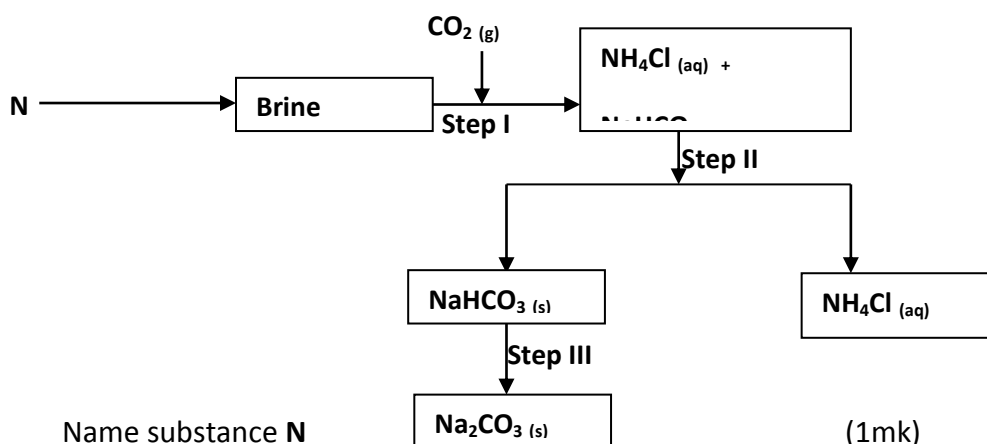 CO₂ (g)
NH₄Cl (aq) +
N
Brine
Step I
Step II
NaHCO₃ (s)
NH₄Cl (aq)
Step III
Na₂CO₃ (s)
Name substance N (1mk)